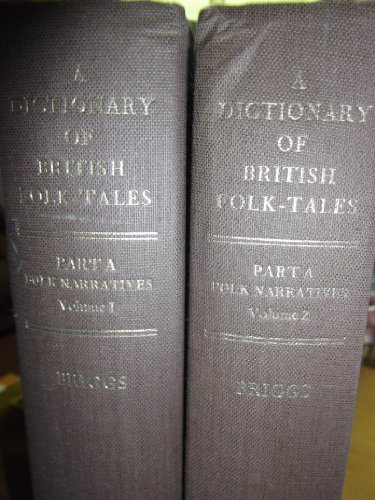 A
DICTIONARY
OF
BRITISH
FOLK-TALES
PART A
FOLK NARRATIVES
Volume 1
BRIGGS
A
DICTIONARY
OF
BRITISH
FOLK-TALES
PART A
FOLK NARRATIVES
Volume 2
BRIGGS